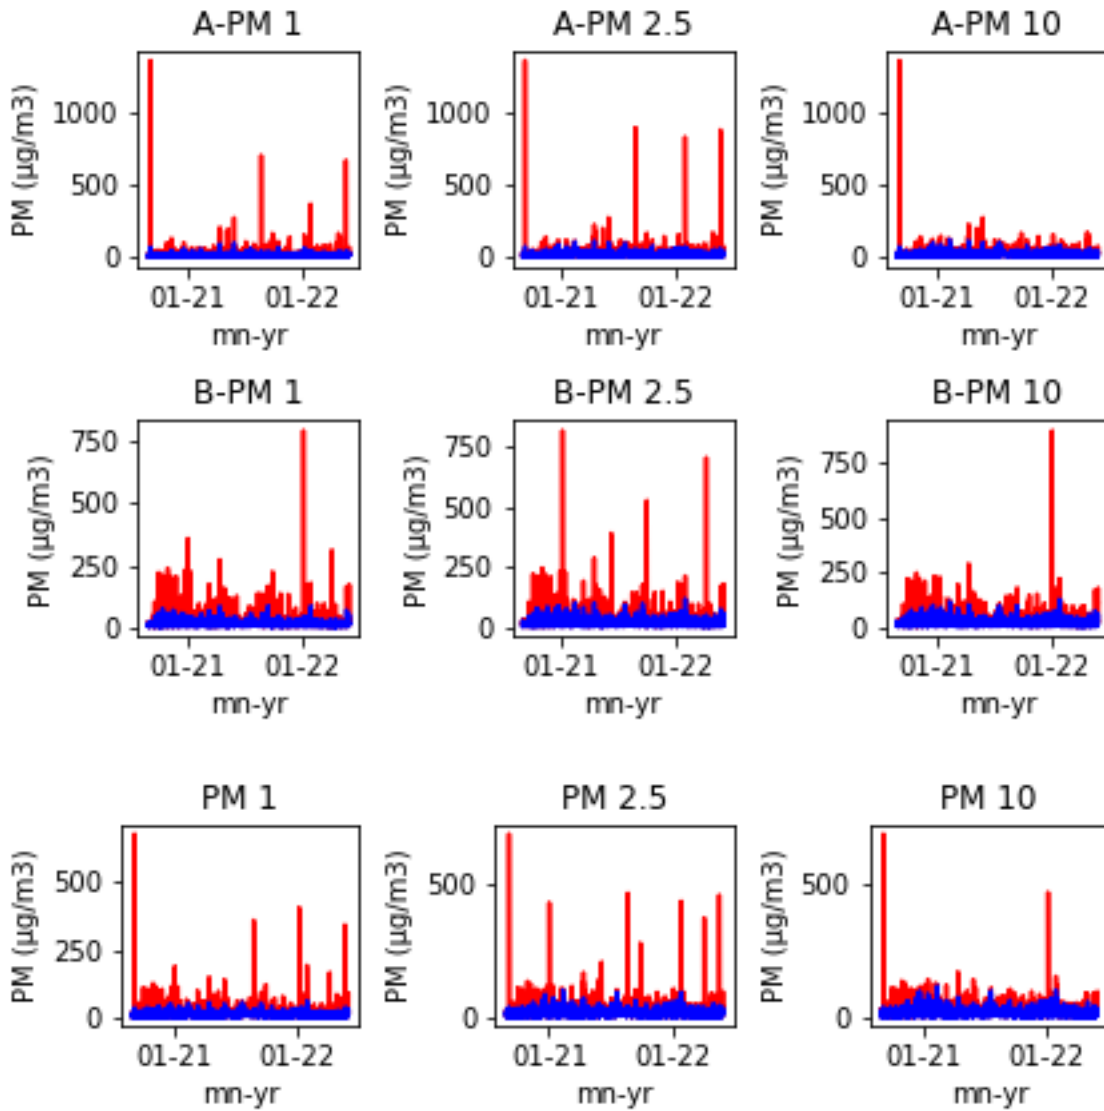 A-PM 1 A-PM 2.5 A-PM 10
PM (µg/m3) PM (µg/m3) PM (µg/m3)
1000 1000 1000
500 500 500
0 0 0
01-21 01-22 01-21 01-22 01-21 01-22
mn-yr mn-yr mn-yr
B-PM 1 B-PM 2.5 B-PM 10
PM (µg/m3) PM (µg/m3) PM (µg/m3)
750 750 750
500 500 500
250 250 250
0 0 0
01-21 01-22 01-21 01-22 01-21 01-22
mn-yr mn-yr mn-yr
PM 1 PM 2.5 PM 10
PM (µg/m3) PM (µg/m3) PM (µg/m3)
500 500 500
250
0 0 0
01-21 01-22 01-21 01-22 01-21 01-22
mn-yr mn-yr mn-yr